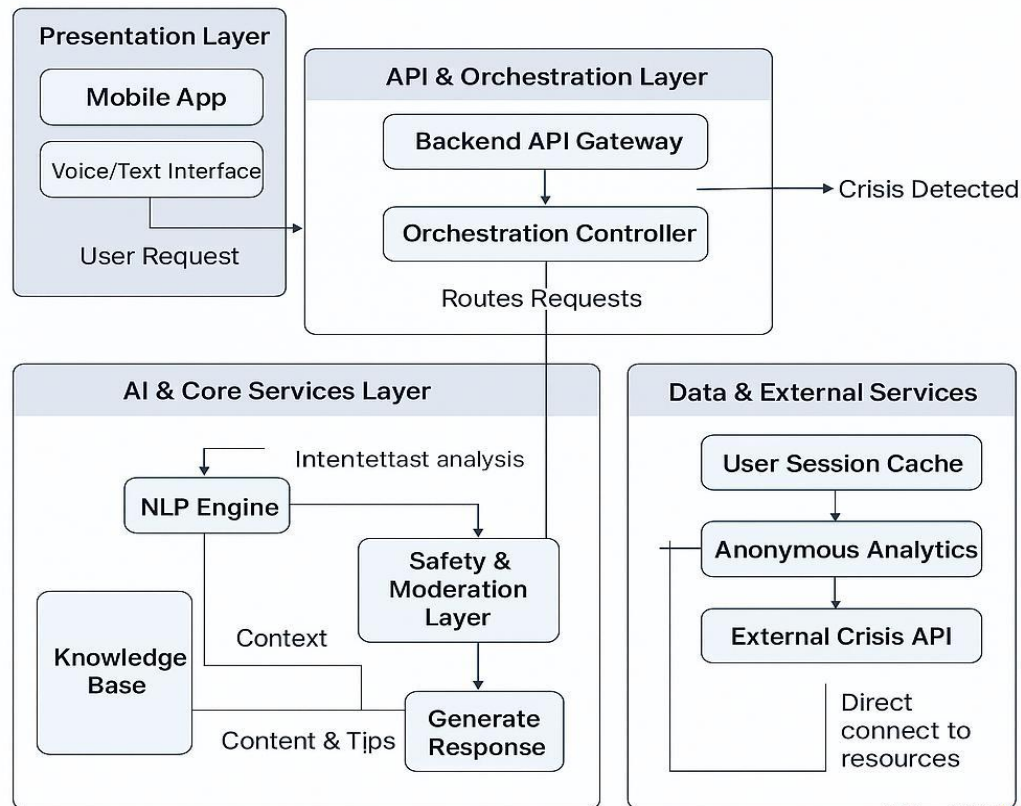 Presentation Layer
Mobile App
Voice/Text Interface
User Request
API & Orchestration Layer
Backend API Gateway
Orchestration Controller
Routes Requests
Crisis Detected
AI & Core Services Layer
Intentettast analysis
NLP Engine
Safety &
Moderation
Layer
Context
Knowledge
Base
Content & Tips
Generate
Response
Data & External Services
User Session Cache
Anonymous Analytics
External Crisis API
Direct
connect to
resources